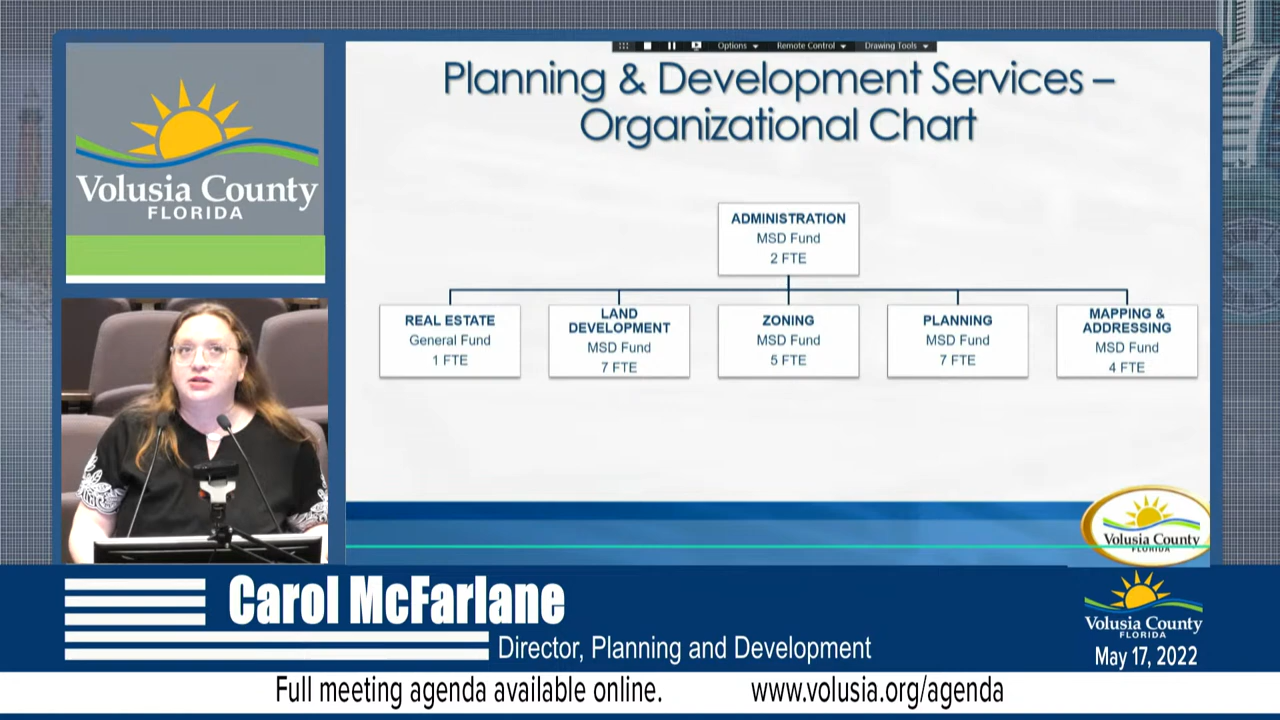 Options
Remote Control
Drawing Tools
Planning & Development Services –
Organizational Chart
Volusia County
FLORIDA
ADMINISTRATION
MSD Fund
2 FTE
REAL ESTATE
General Fund
1 FTE
LAND
DEVELOPMENT
MSD Fund
7 FTE
ZONING
MSD Fund
5 FTE
PLANNING
MSD Fund
7 FTE
MAPPING &
ADDRESSING
MSD Fund
4 FTE
Volusia County
FLORIDA
Carol McFarlane
Director, Planning and Development
Volusia County
FLORIDA
May 17, 2022
Full meeting agenda available online.
www.volusia.org/agenda